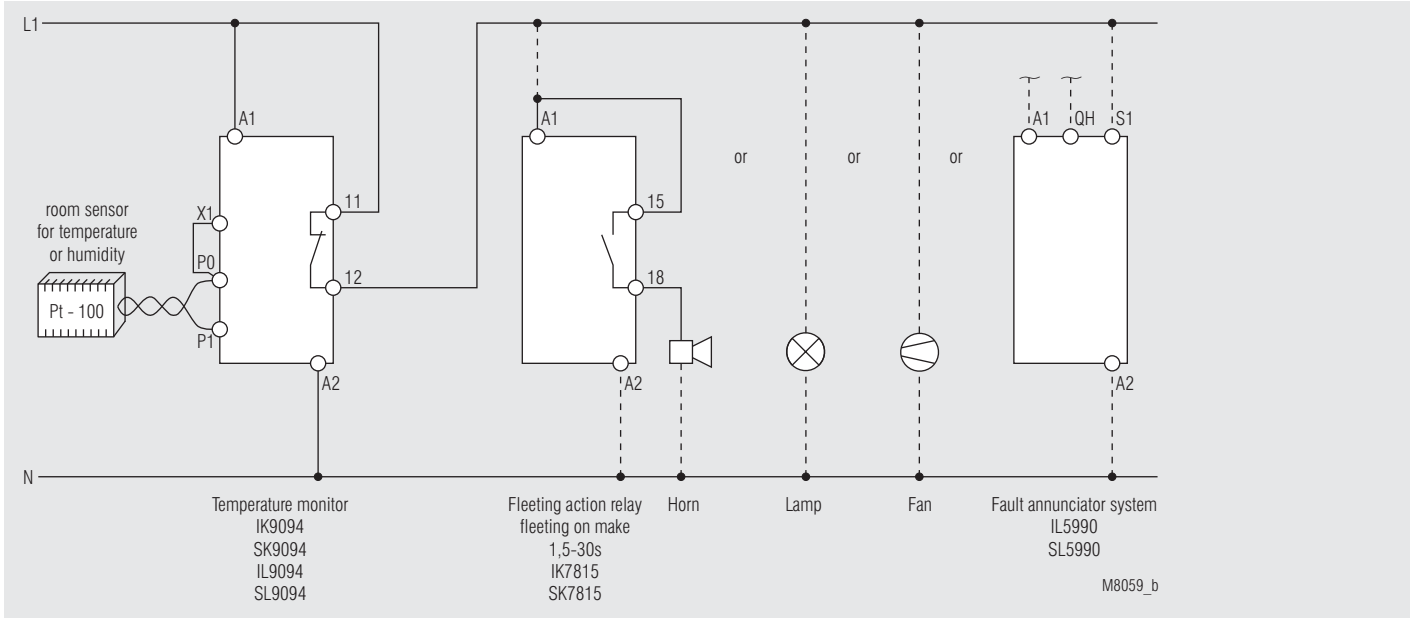 L1
A1
A1
A1
QH
S1
or
or
or
X1
11
15
room sensor
for temperature
or humidity
P0
12
18
Pt - 100
P1
A2
A2
A2
N
Temperature monitor
IK9094
SK9094
IL9094
SL9094
Fleeting action relay
fleeting on make
1,5-30s
IK7815
SK7815
Horn
Lamp
Fan
Fault annunciator system
IL5990
SL5990
M8059_b